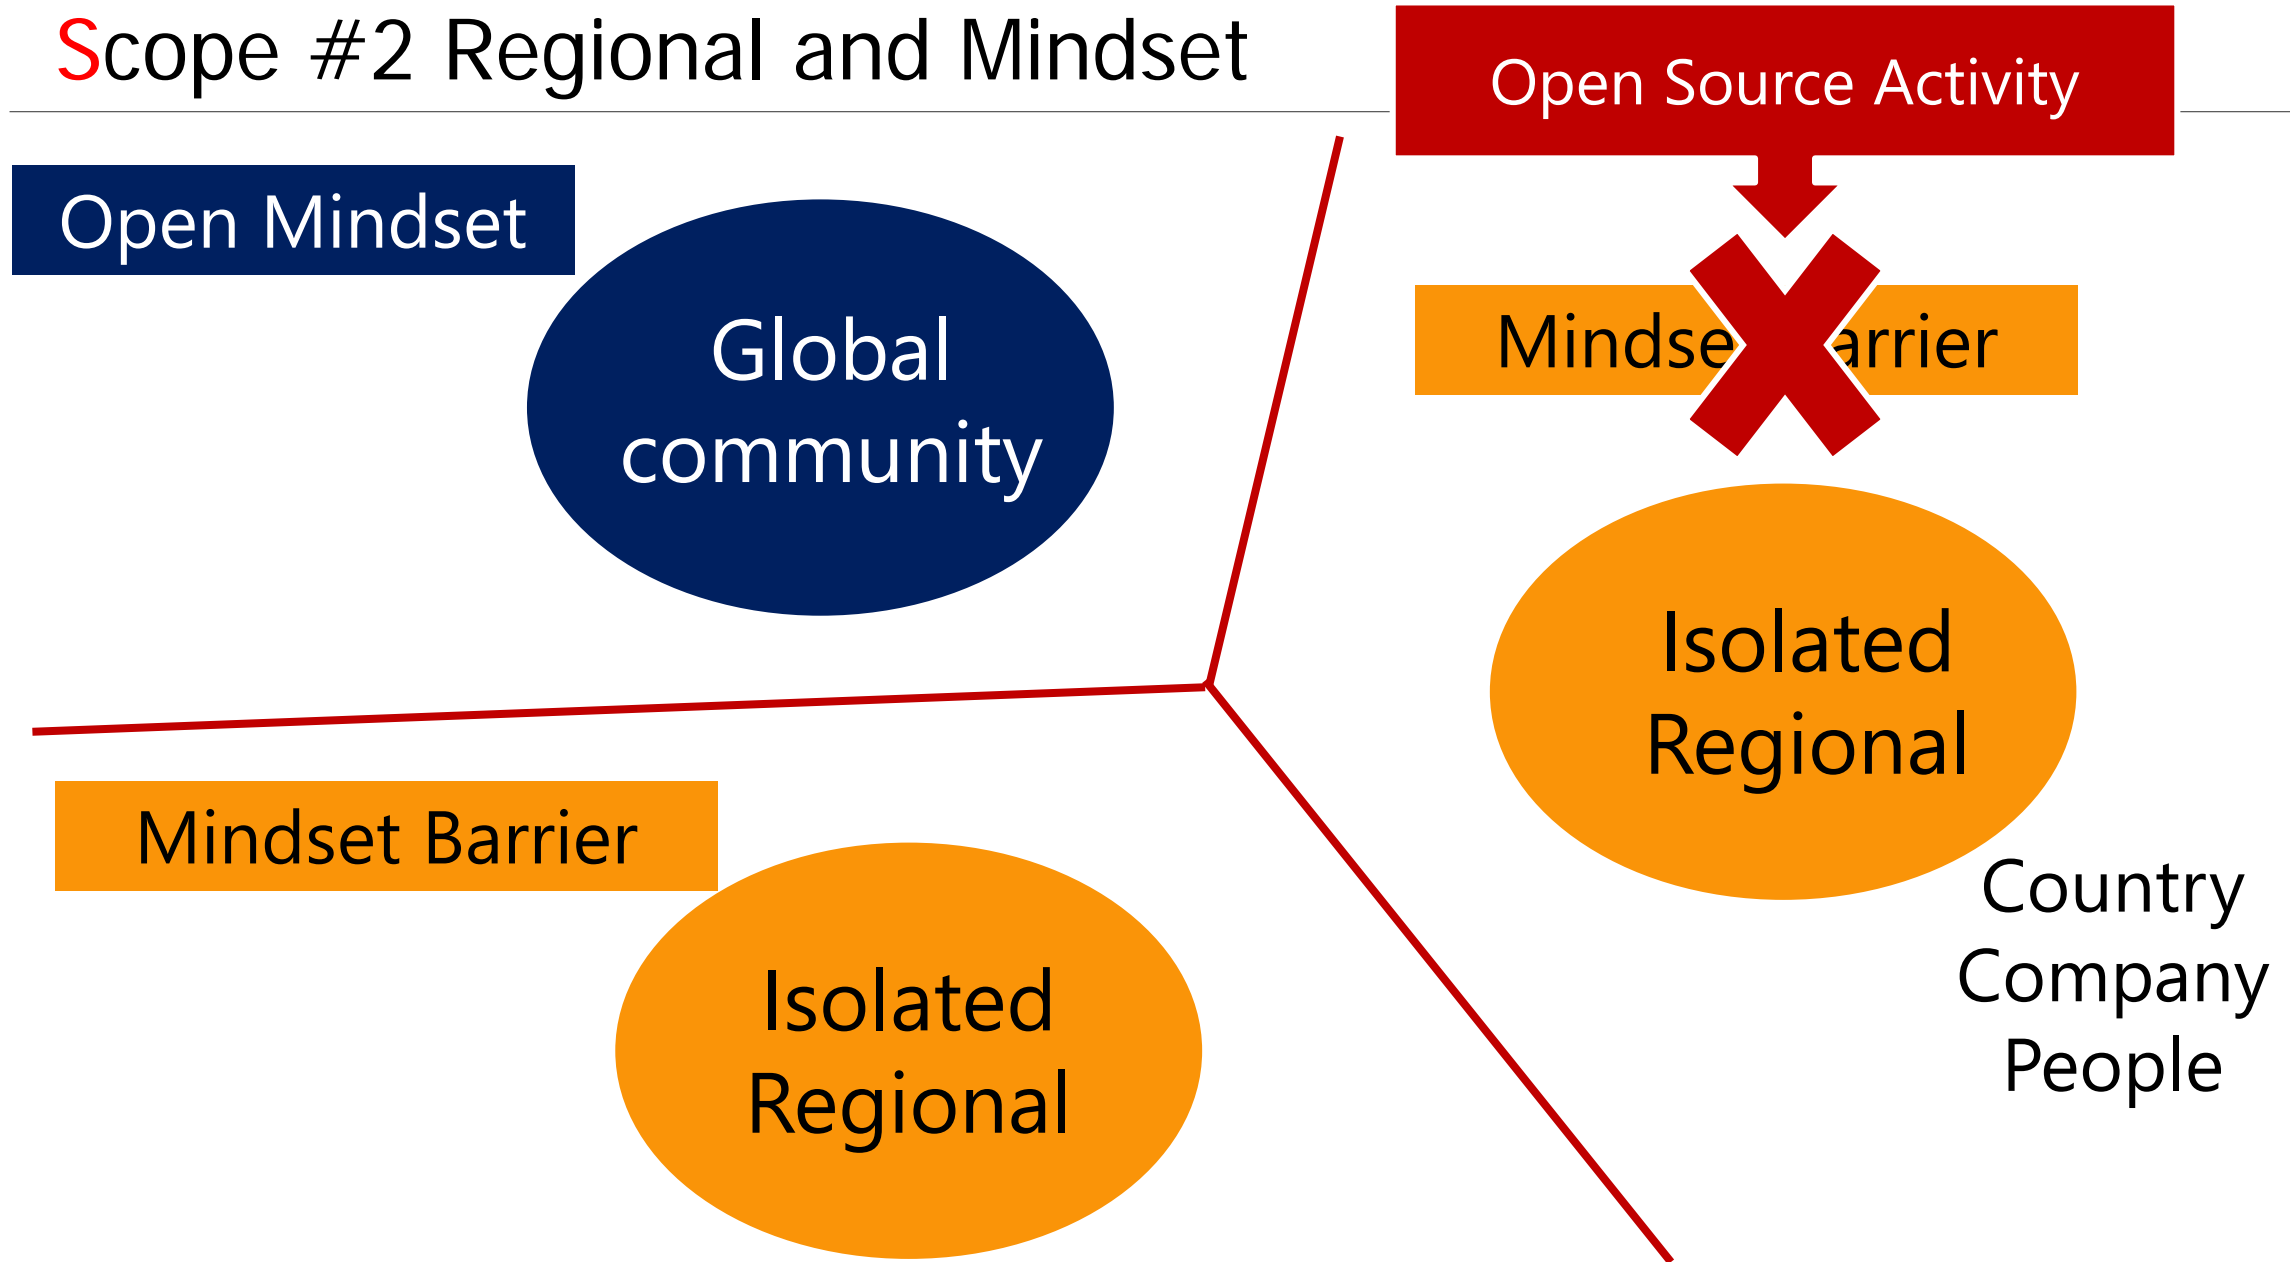 Scope #2 Regional and Mindset
Open Source Activity
Open Mindset
Global
community
Mindse arrier
Isolated
Regional
Country
Company
People
Mindset Barrier
Isolated
Regional